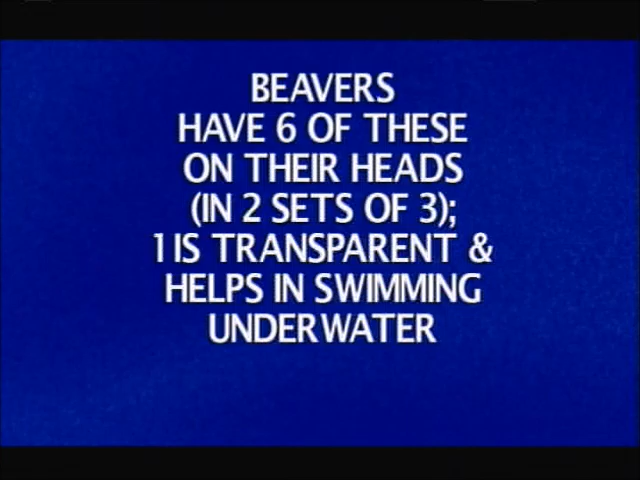 BEAVERS
HAVE 6 OF THESE
ON THEIR HEADS
(IN 2 SETS OF 3);
1 IS TRANSPARENT &
HELPS IN SWIMMING
UNDERWATER